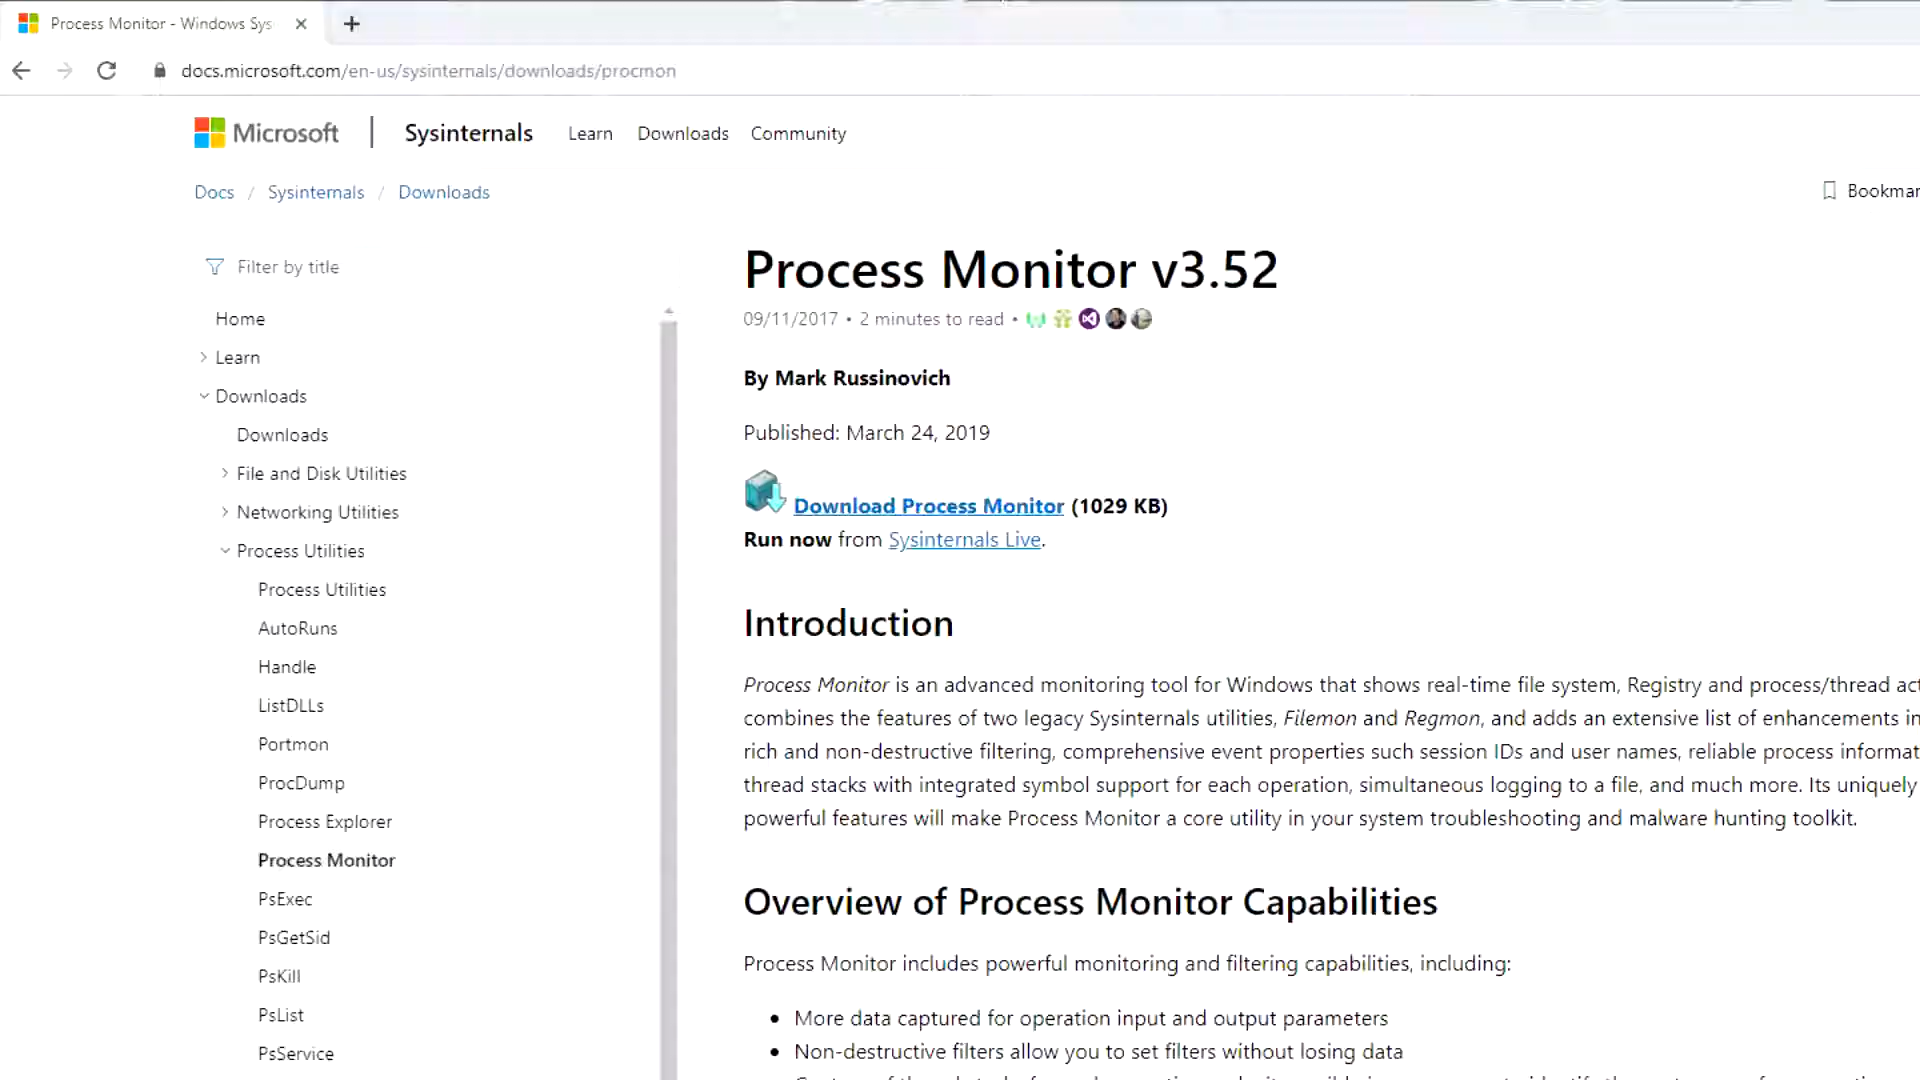 Process Monitor - Windows Sys
docs.microsoft.com/en-us/sysinternals/downloads/procmon
Microsoft | Sysinternals Learn Downloads Community
Docs / Sysinternals / Downloads
Bookmar
Filter by title
Home
Learn
Downloads
Downloads
File and Disk Utilities
Networking Utilities
Process Utilities
Process Utilities
AutoRuns
Handle
ListDLLs
Portmon
ProcDump
Process Explorer
Process Monitor
PsExec
PsGetSid
PsKill
PsList
PsService
Process Monitor v3.52
09/11/2017 • 2 minutes to read •
By Mark Russinovich
Published: March 24, 2019
Download Process Monitor (1029 KB)
Run now from Sysinternals Live.
Introduction
Process Monitor is an advanced monitoring tool for Windows that shows real-time file system, Registry and process/thread act
combines the features of two legacy Sysinternals utilities, Filemon and Regmon, and adds an extensive list of enhancements in
rich and non-destructive filtering, comprehensive event properties such session IDs and user names, reliable process informat
thread stacks with integrated symbol support for each operation, simultaneous logging to a file, and much more. Its uniquely
powerful features will make Process Monitor a core utility in your system troubleshooting and malware hunting toolkit.
Overview of Process Monitor Capabilities
Process Monitor includes powerful monitoring and filtering capabilities, including:
• More data captured for operation input and output parameters
• Non-destructive filters allow you to set filters without losing data